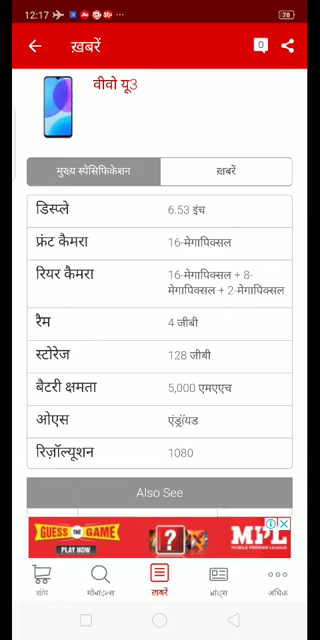 12:17
76
ख़बरें
0
वीवो यू3
मुख्य स्पेसिफिकेशन
ख़बरें
डिस्प्ले
6.53 इंच
फ्रंट कैमरा
16-मेगापिक्सल
रियर कैमरा
16-मेगापिक्सल + 8-
मेगापिक्सल + 2-मेगापिक्सल
रैम
4 जीबी
स्टोरेज
128 जीबी
बैटरी क्षमता
5,000 एमएएच
ओएस
एंड्रॉयड
रिज़ॉल्यूशन
1080
Also See
GUESS THE GAME
PLAY NOW
?
MPL
MOBILE PREMIER LEAGUE
शॉप
मोबाइल्स
ख़बरें
ब्रांड्स
अधिक